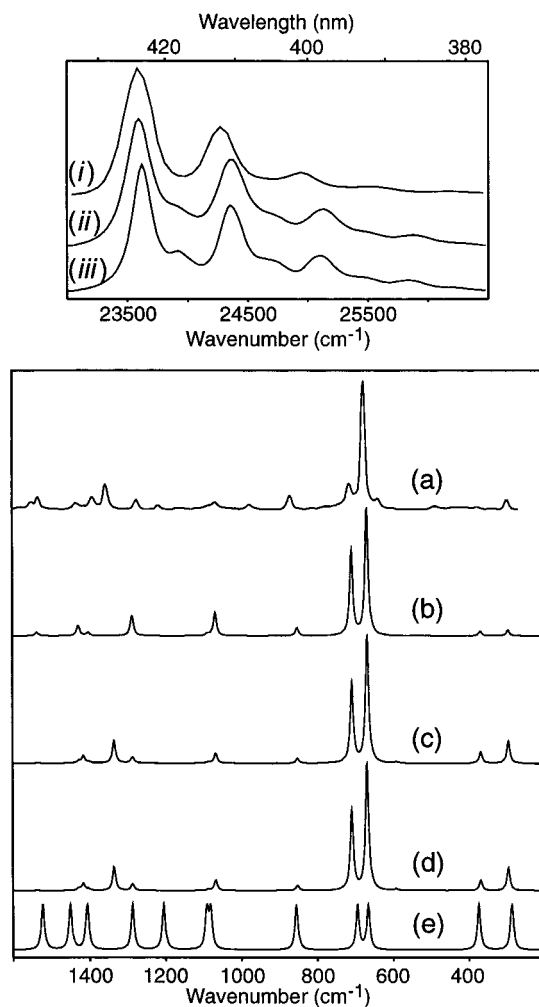 Wavelength (nm)
420 400 380
(i)
(ii)
(iii)
23500 24500 25500
Wavenumber (cm⁻¹)
(a)
(b)
(c)
(d)
(e)
1400 1200 1000 800 600 400
Wavenumber (cm⁻¹)